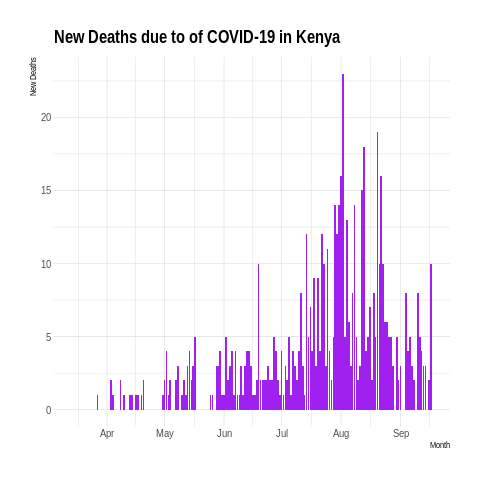 New Deaths due to of COVID-19 in Kenya
New Deaths
20
15
10
5
0
Apr May Jun Jul Aug Sep
Month